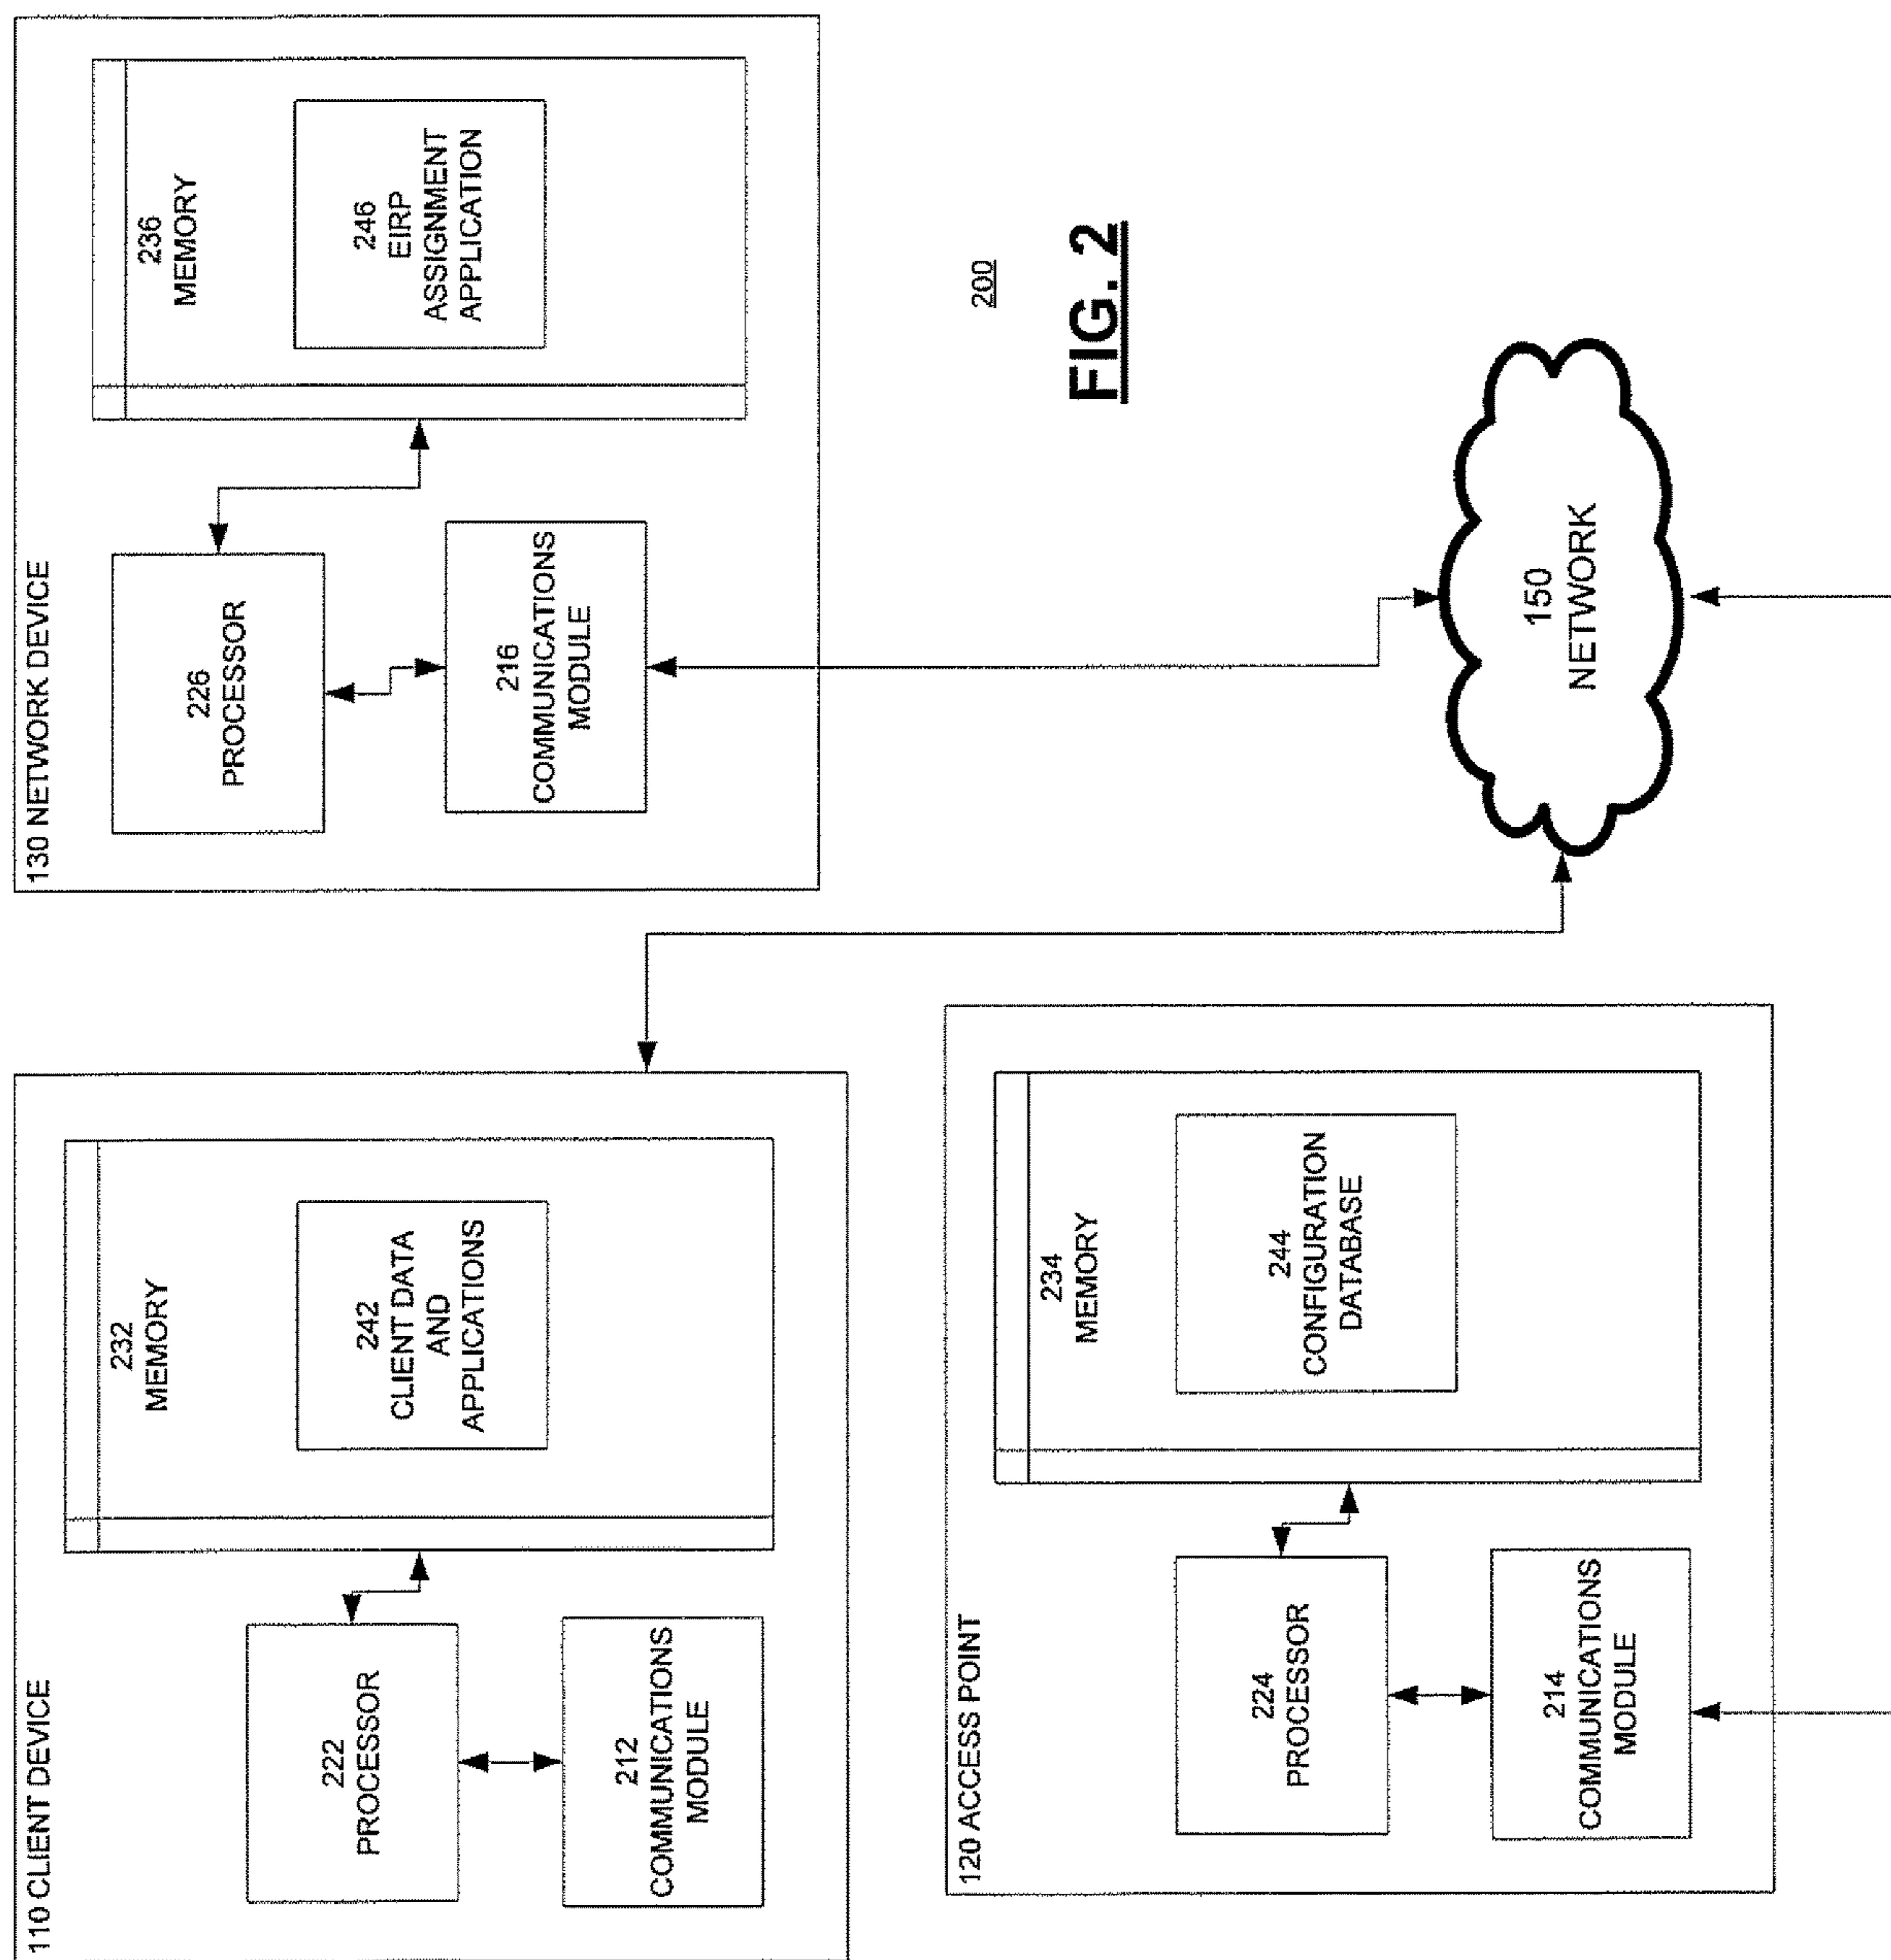 110 CLIENT DEVICE
222
PROCESSOR
212
COMMUNICATIONS
MODULE
232
MEMORY
242
CLIENT DATA
AND
APPLICATIONS
130 NETWORK DEVICE
226
PROCESSOR
216
COMMUNICATIONS
MODULE
236
MEMORY
246
EIRP
ASSIGNMENT
APPLICATION
120 ACCESS POINT
224
PROCESSOR
214
COMMUNICATIONS
MODULE
234
MEMORY
244
CONFIGURATION
DATABASE
150
NETWORK
200
FIG. 2